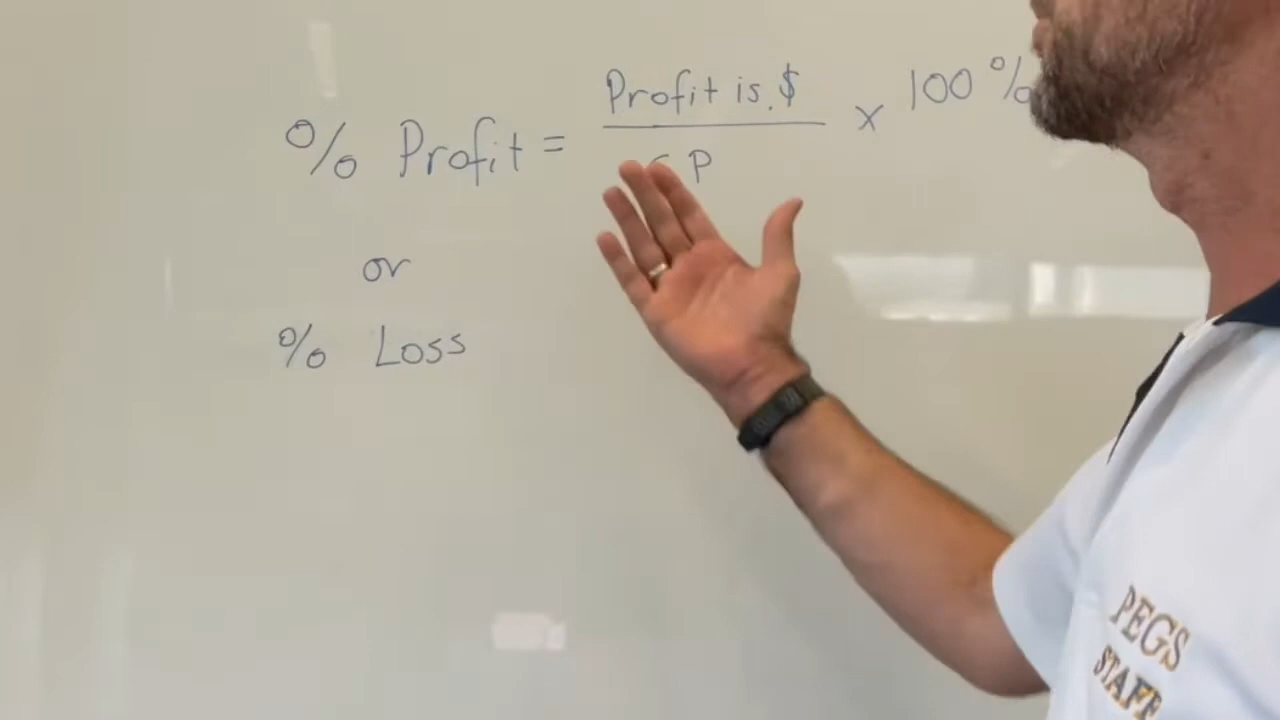 % Profit = Profit is $ x 100 %
P
or
% Loss
PEGS
STAFF